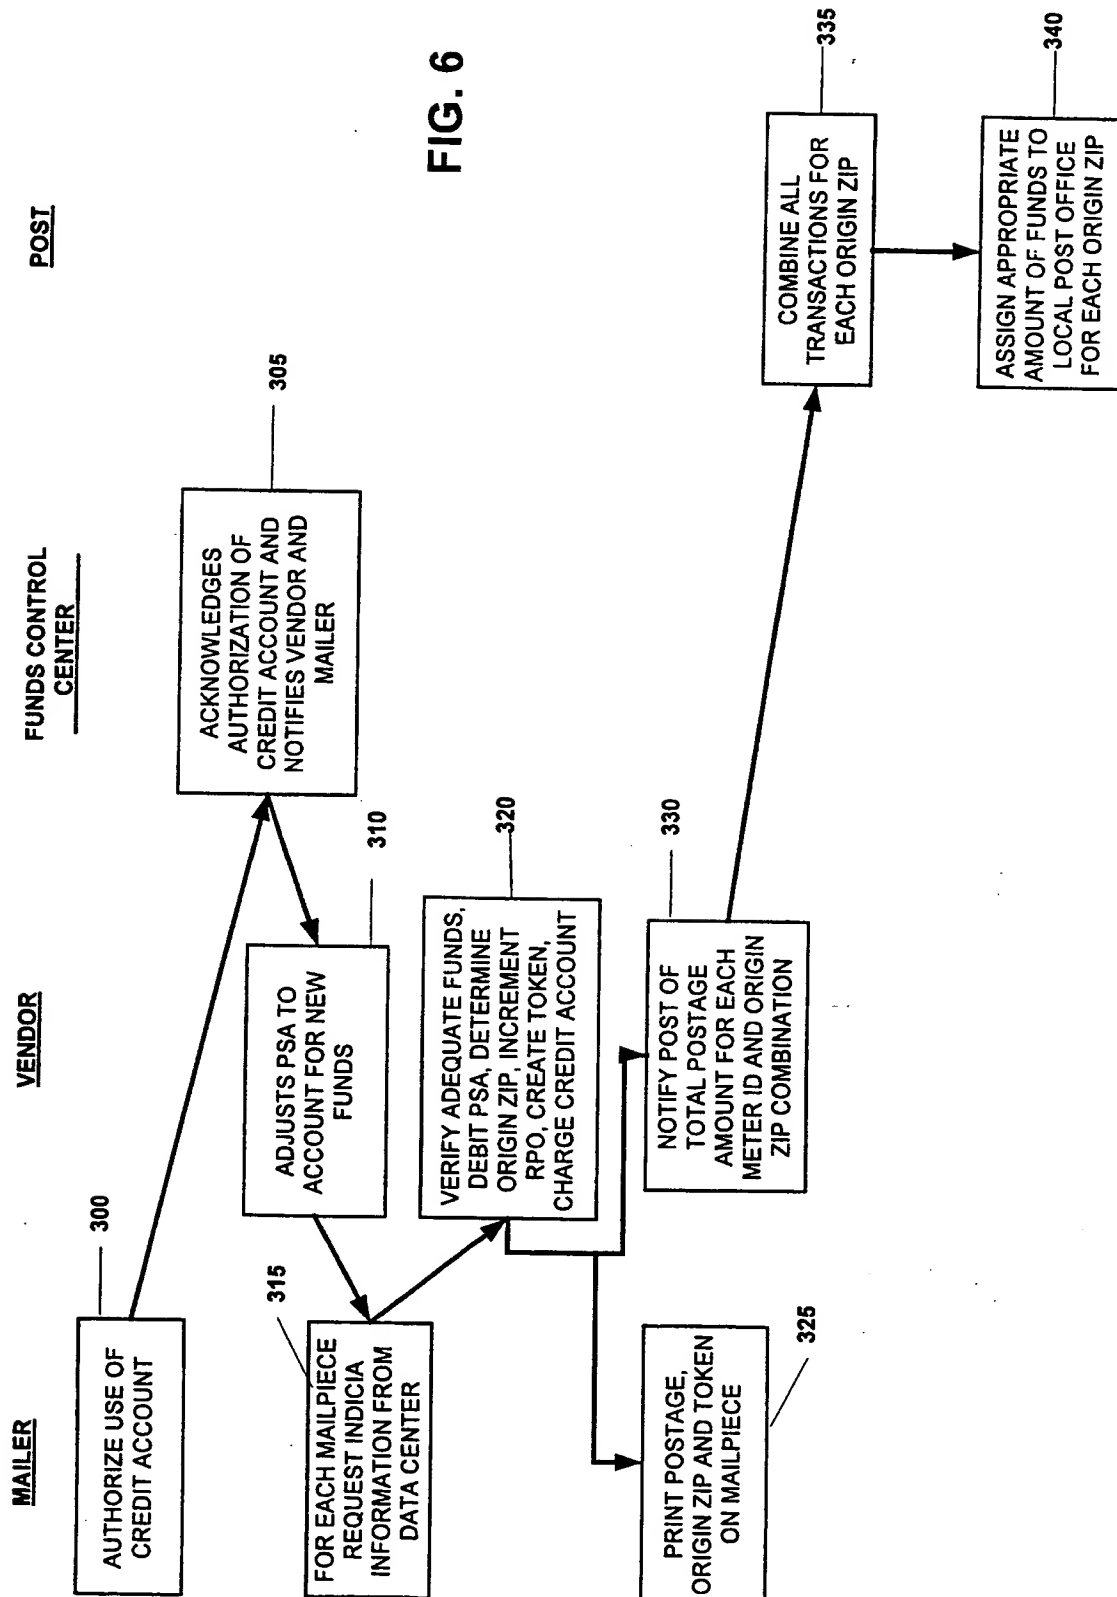 MAILER
VENDOR
FUNDS CONTROL
CENTER
POST
300
AUTHORIZE USE OF
CREDIT ACCOUNT
305
ACKNOWLEDGES
AUTHORIZATION OF
CREDIT ACCOUNT AND
NOTIFIES VENDOR AND
MAILER
310
ADJUSTS PSA TO
ACCOUNT FOR NEW
FUNDS
315
FOR EACH MAILPIECE
REQUEST INDICIA
INFORMATION FROM
DATA CENTER
320
VERIFY ADEQUATE FUNDS,
DEBIT PSA, DETERMINE
ORIGIN ZIP, INCREMENT
RPO, CREATE TOKEN,
CHARGE CREDIT ACCOUNT
FIG. 6
325
PRINT POSTAGE,
ORIGIN ZIP AND TOKEN
ON MAILPIECE
330
NOTIFY POST OF
TOTAL POSTAGE
AMOUNT FOR EACH
METER ID AND ORIGIN
ZIP COMBINATION
335
COMBINE ALL
TRANSACTIONS FOR
EACH ORIGIN ZIP
340
ASSIGN APPROPRIATE
AMOUNT OF FUNDS TO
LOCAL POST OFFICE
FOR EACH ORIGIN ZIP